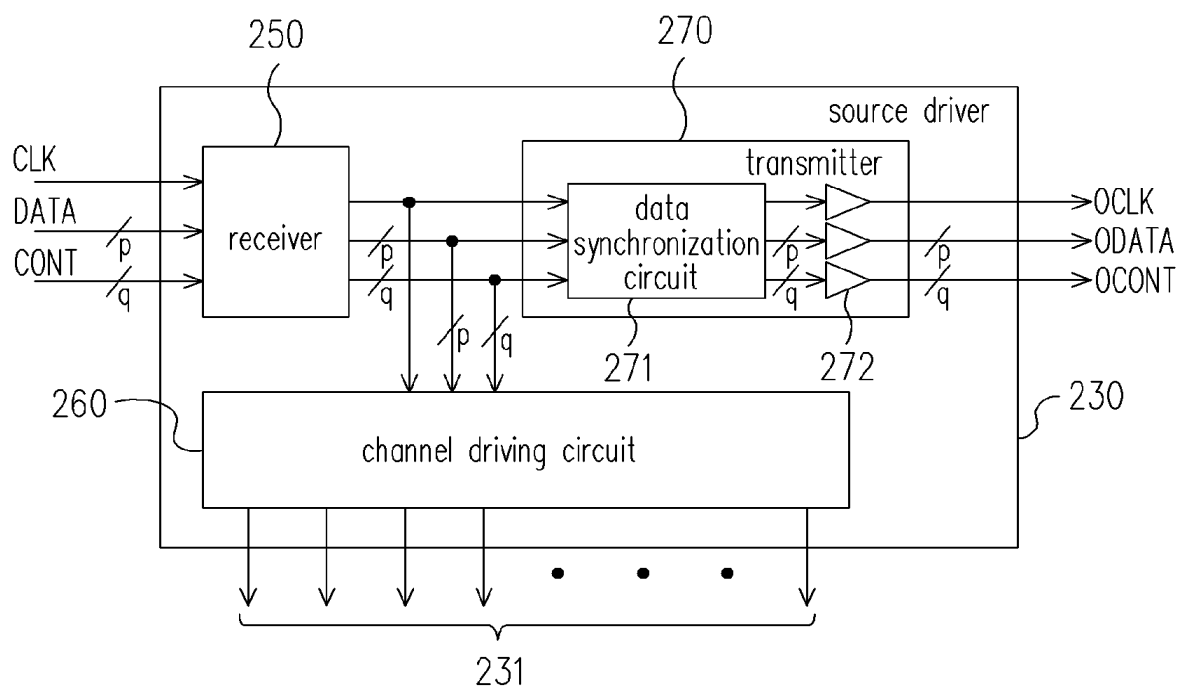 250
270
source driver
CLK
DATA
p
CONT
q
receiver
p
q
p
q
transmitter
data
synchronization
circuit
p
q
p
q
OCLK
ODATA
OCONT
271
272
260
230
channel driving circuit
231